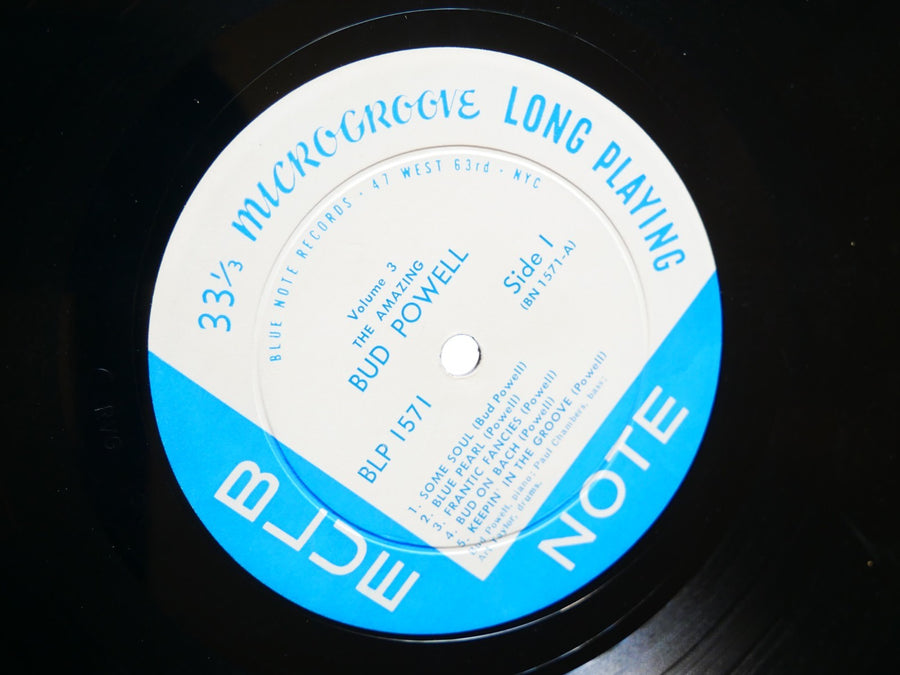 33⅓ MICROGROOVE LONG PLAYING
BLUE NOTE RECORDS · 47 WEST 63rd · NYC
Volume 3
THE AMAZING
BUD POWELL
Side 1
(BN 1571-A)
BLP 1571
1. SOME SOUL (Bud Powell)
2. BLUE PEARL (Powell)
3. FRANTIC FANCIES (Powell)
4. BUD ON BACH (Powell)
5. KEEPIN' IN THE GROOVE (Powell)
Bud Powell, piano; Paul Chambers, bass;
Art Taylor, drums.
BLUE NOTE